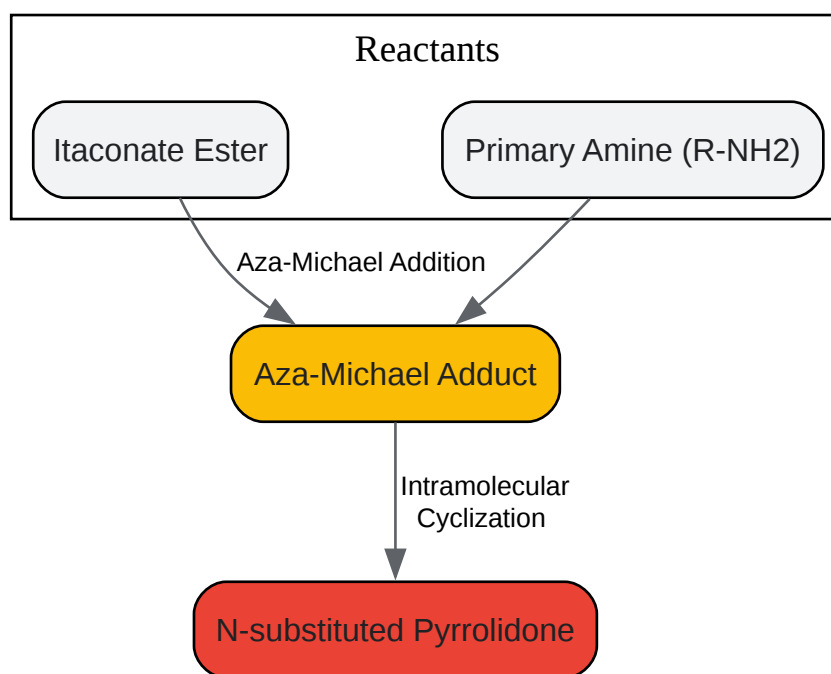 Reactants
Itaconate Ester
Primary Amine (R-NH2)
Aza-Michael Addition
Aza-Michael Adduct
Intramolecular
Cyclization
N-substituted Pyrrolidone